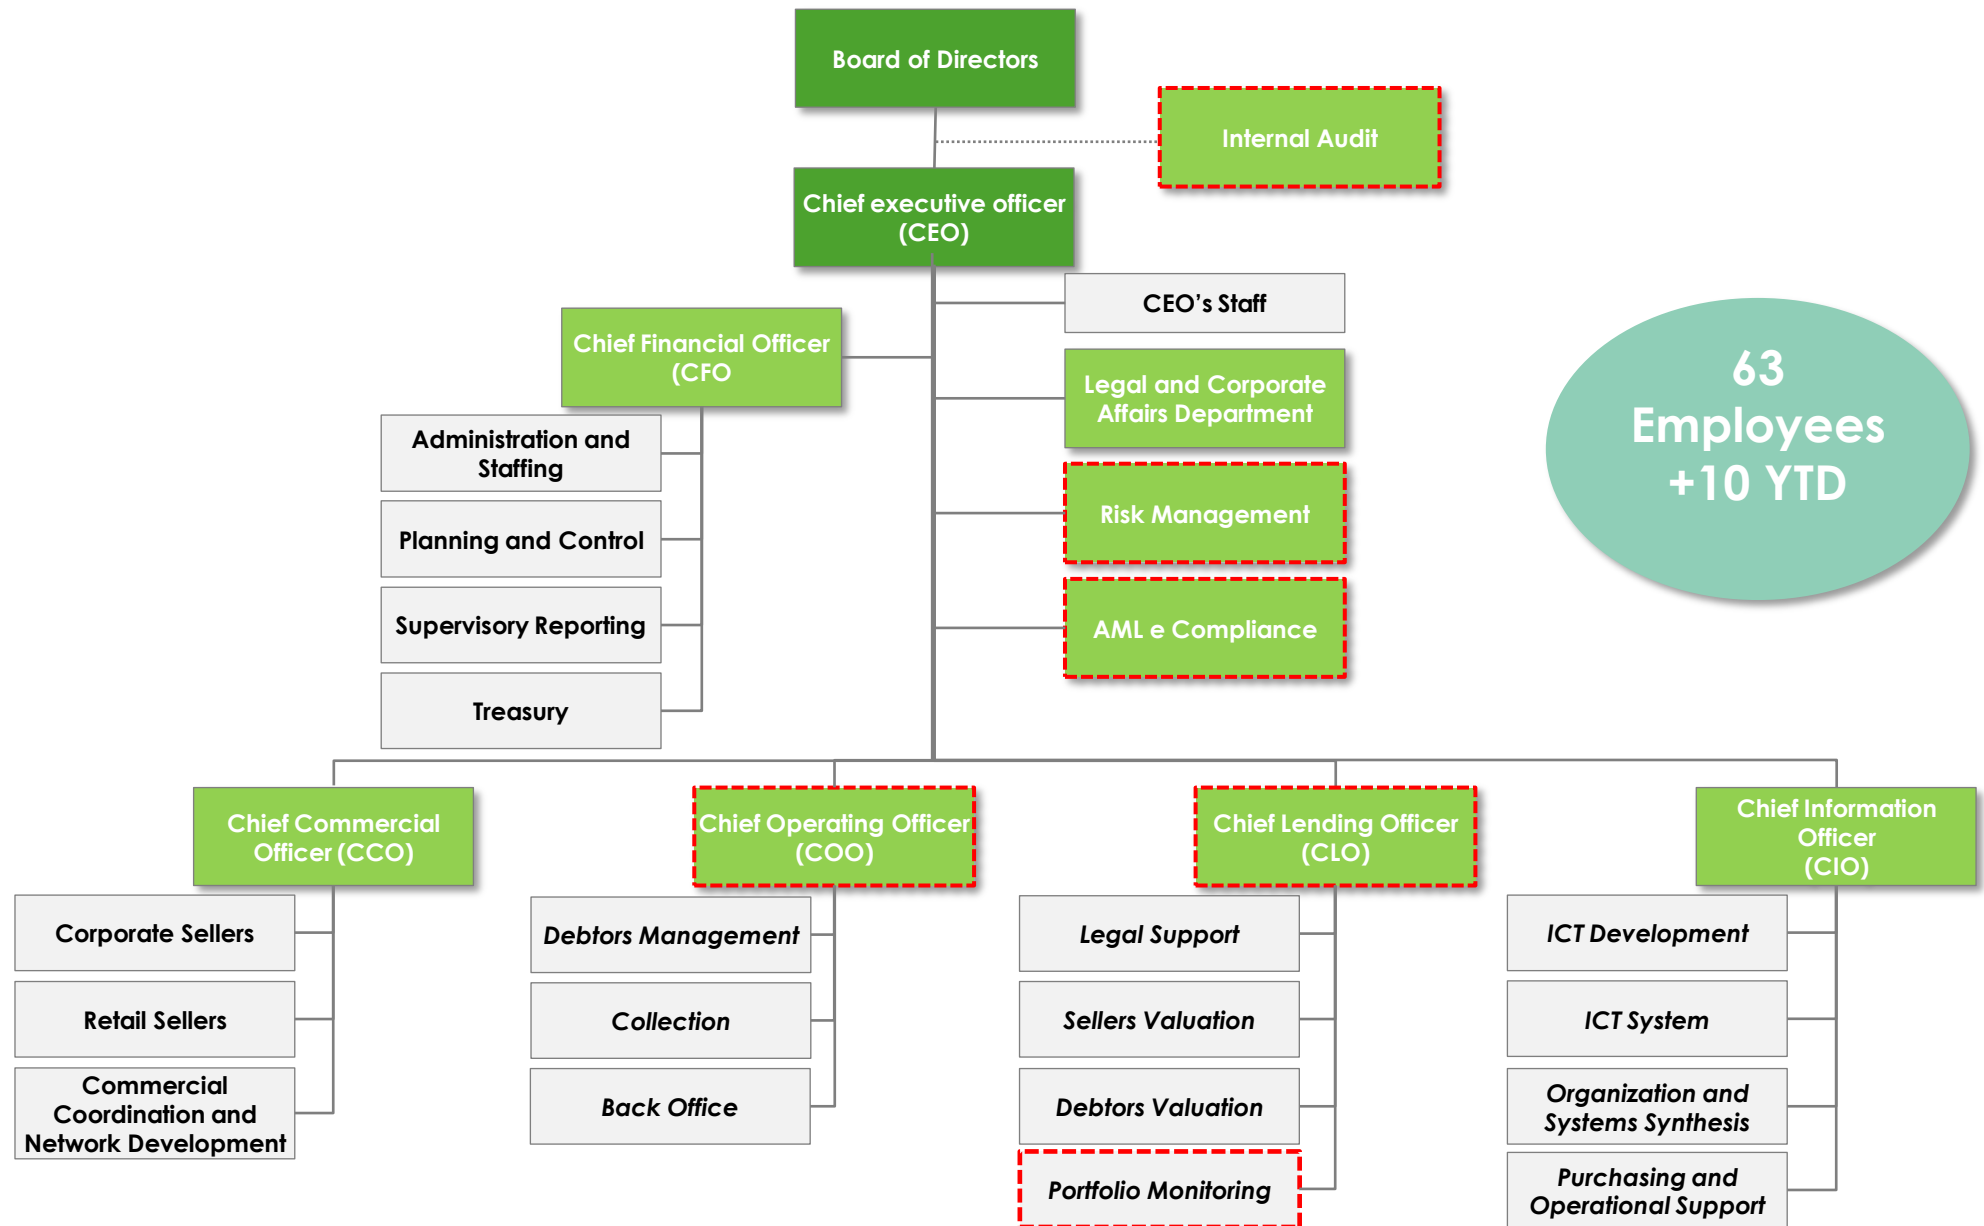 Board of Directors
Internal Audit
Chief executive officer
(CEO)
CEO’s Staff
Chief Financial Officer
(CFO
Legal and Corporate
Affairs Department
Risk Management
AML e Compliance
63
Employees
+10 YTD
Administration and
Staffing
Planning and Control
Supervisory Reporting
Treasury
Chief Commercial
Officer (CCO)
Chief Operating Officer
(COO)
Chief Lending Officer
(CLO)
Chief Information
Officer
(CIO)
Corporate Sellers
Retail Sellers
Commercial
Coordination and
Network Development
Debtors Management
Collection
Back Office
Legal Support
Sellers Valuation
Debtors Valuation
Portfolio Monitoring
ICT Development
ICT System
Organization and
Systems Synthesis
Purchasing and
Operational Support